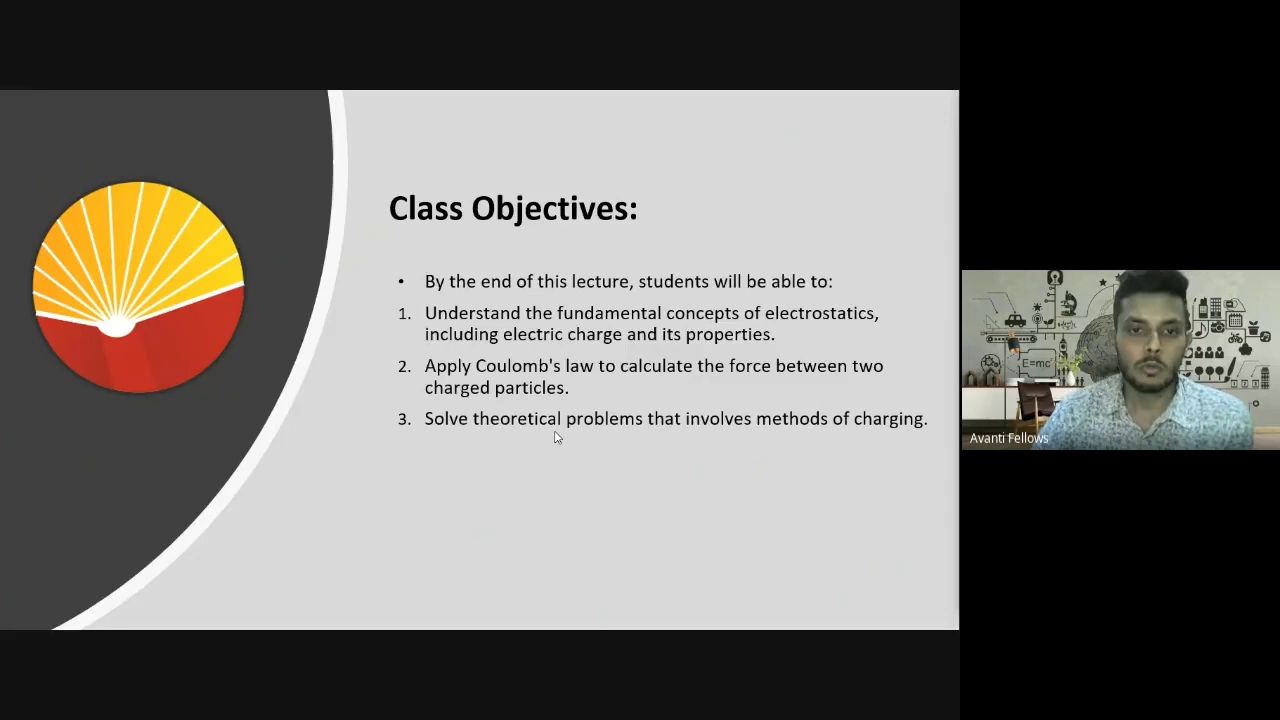 Class Objectives:
• By the end of this lecture, students will be able to:
1. Understand the fundamental concepts of electrostatics,
including electric charge and its properties.
2. Apply Coulomb's law to calculate the force between two
charged particles.
3. Solve theoretical problems that involves methods of charging.
E=mc²
Avanti Fellows